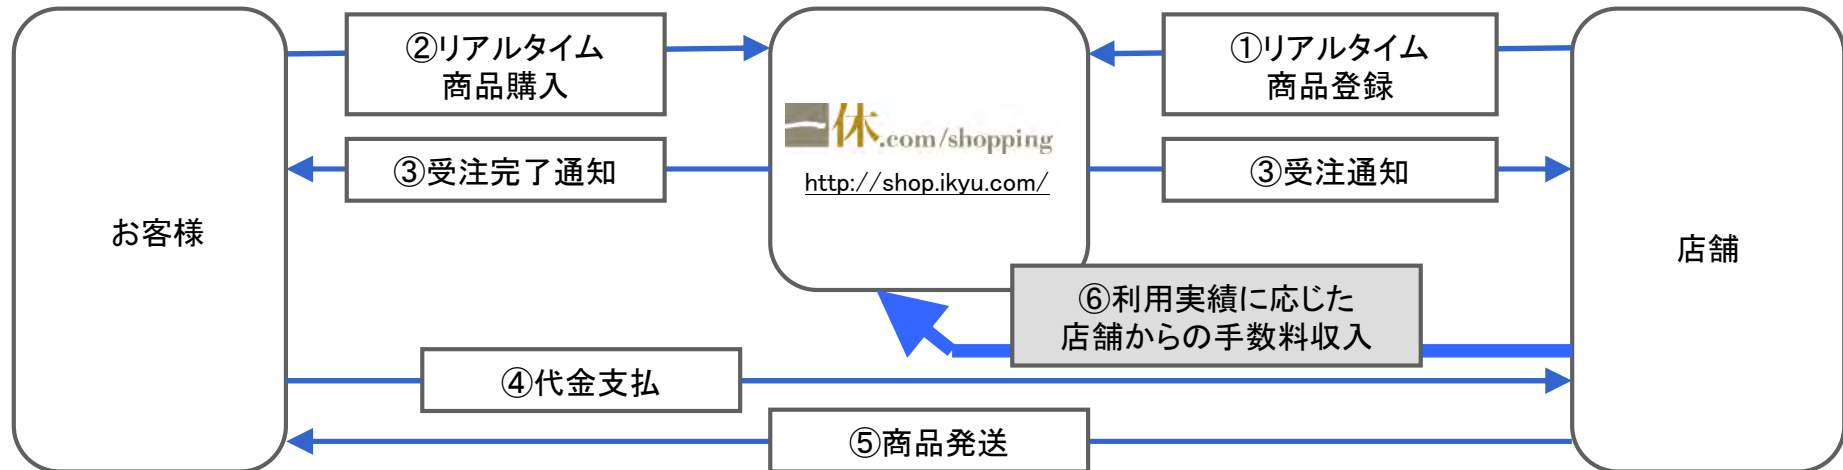 ②リアルタイム
商品購入
①リアルタイム
商品登録
一休.com/shopping
http://shop.ikyu.com/
③受注完了通知
③受注通知
お客様
店舗
⑥利用実績に応じた
店舗からの手数料収入
④代金支払
⑤商品発送